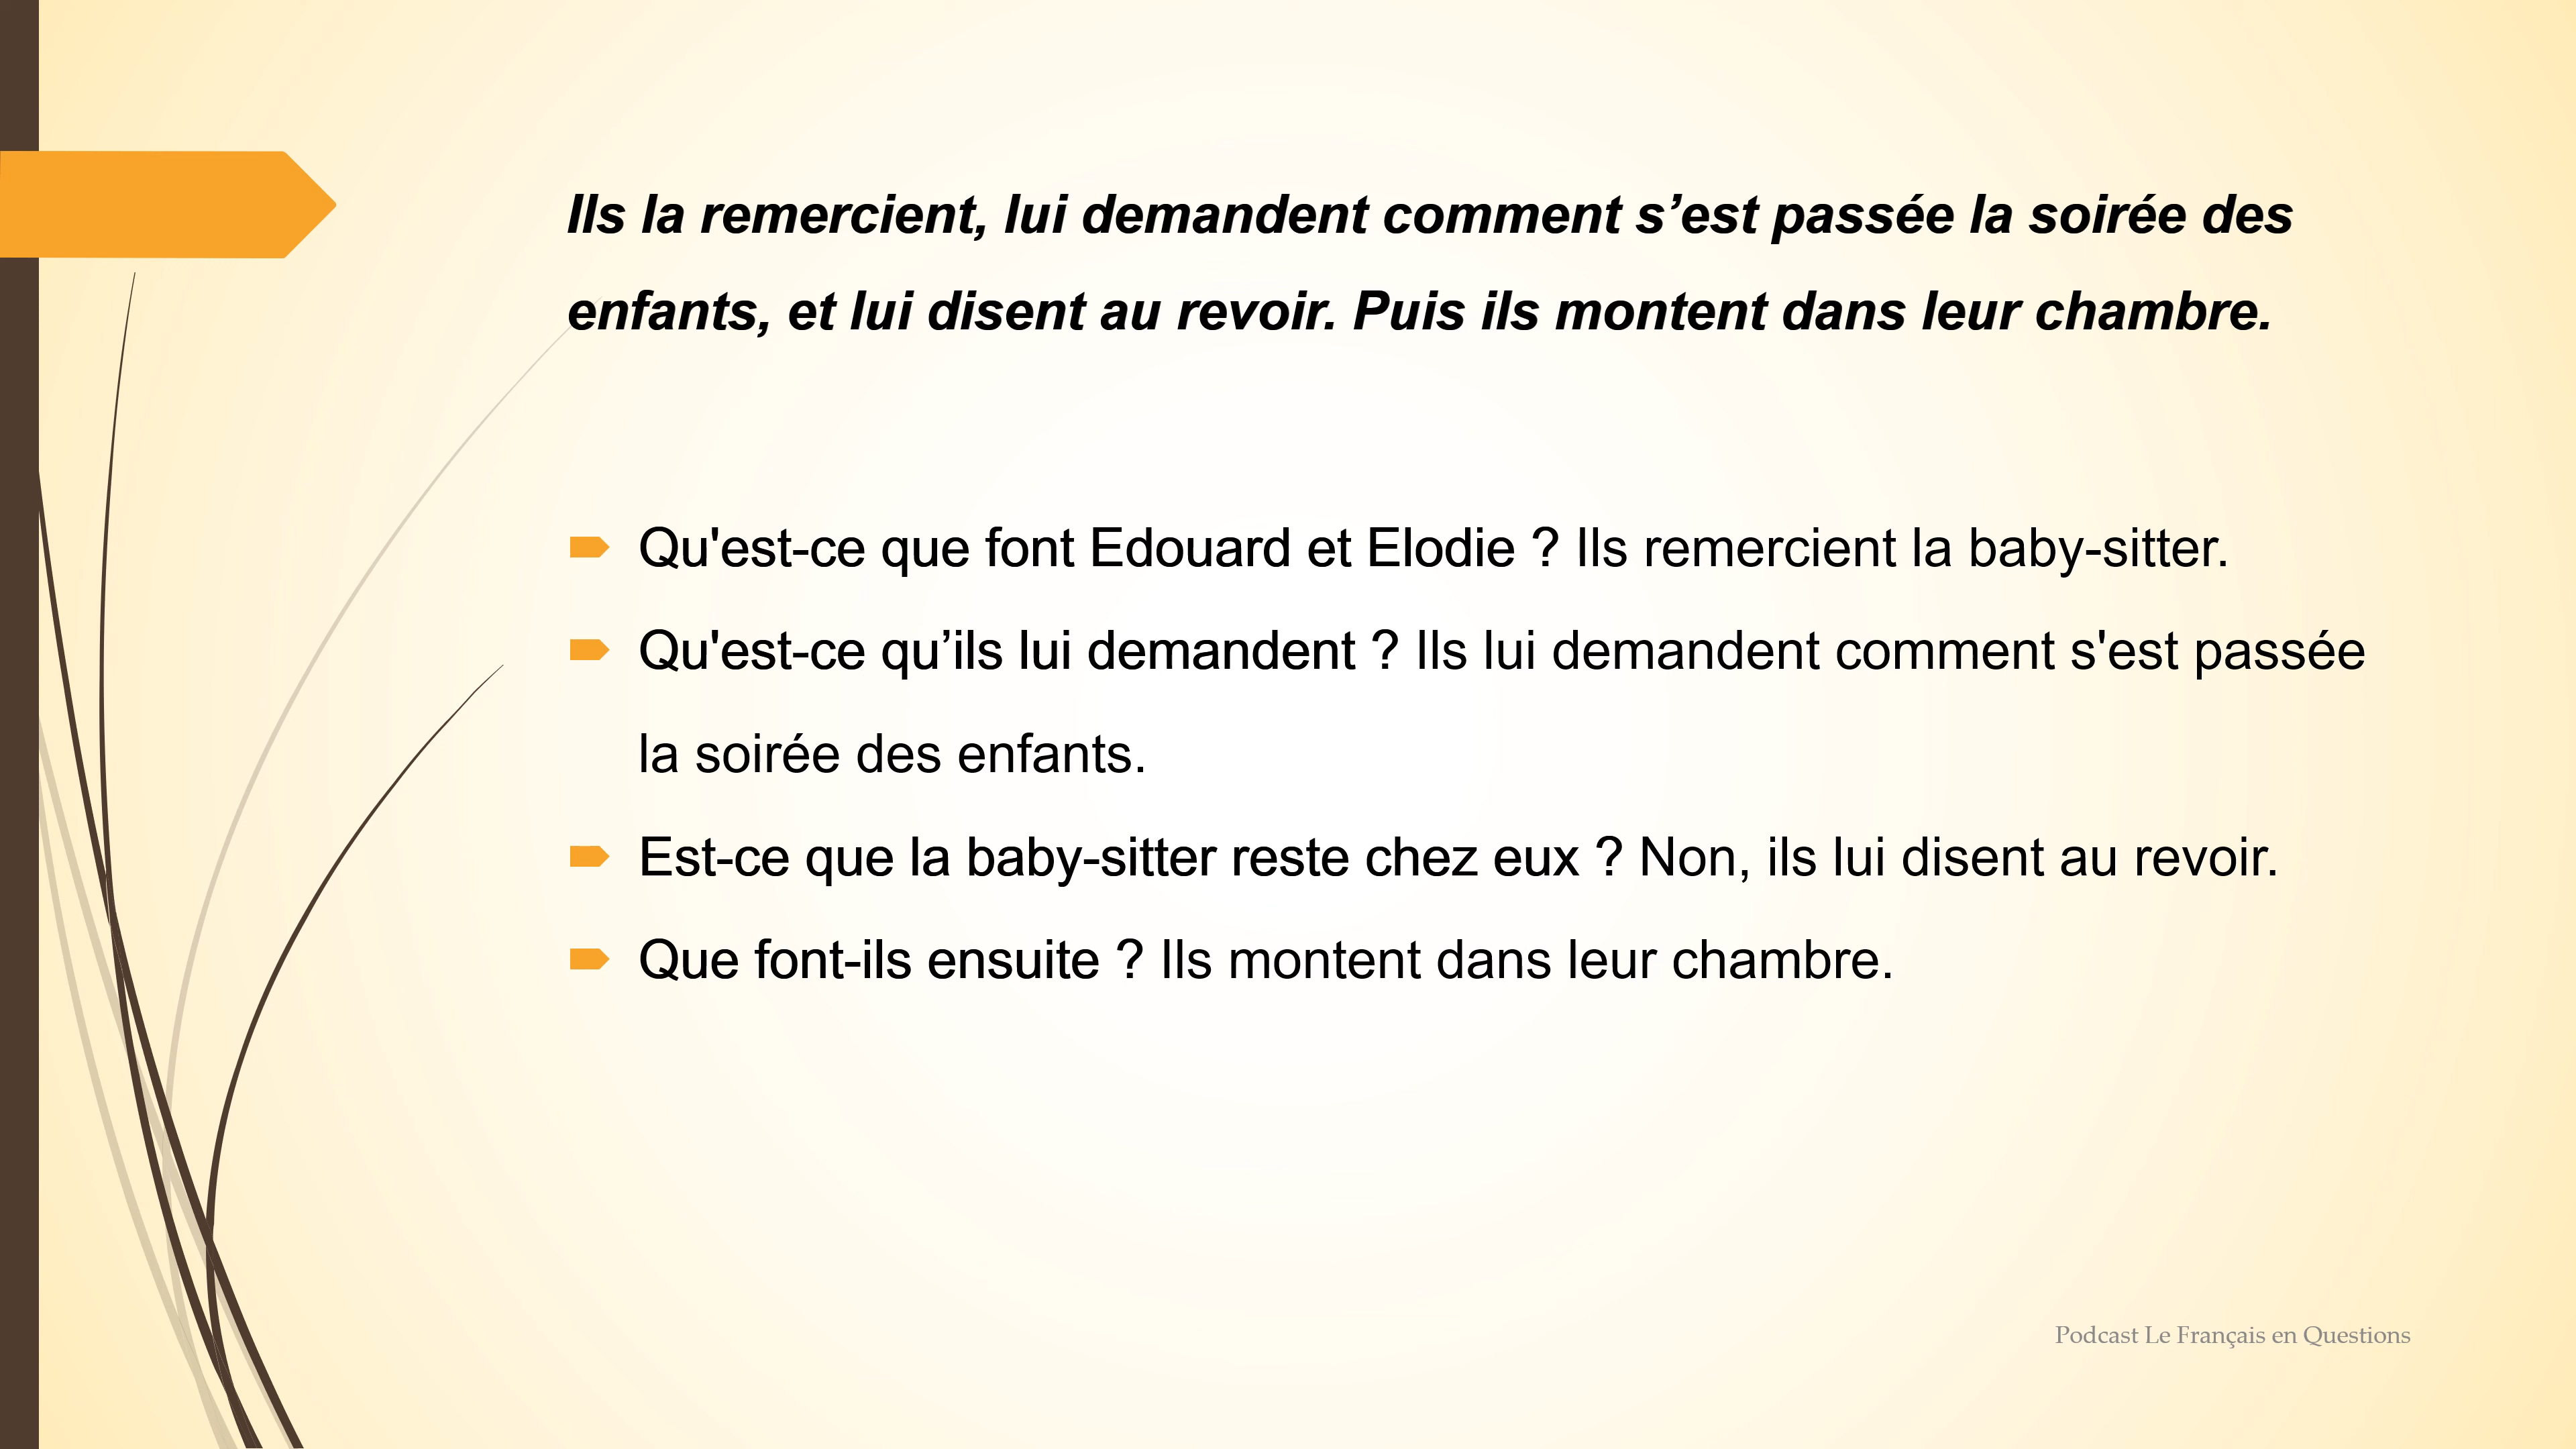 Ils la remercient, lui demandent comment s’est passée la soirée des
enfants, et lui disent au revoir. Puis ils montent dans leur chambre.
Qu'est-ce que font Edouard et Elodie ? Ils remercient la baby-sitter.
Qu'est-ce qu’ils lui demandent ? Ils lui demandent comment s'est passée
la soirée des enfants.
Est-ce que la baby-sitter reste chez eux ? Non, ils lui disent au revoir.
Que font-ils ensuite ? Ils montent dans leur chambre.
Podcast Le Français en Questions